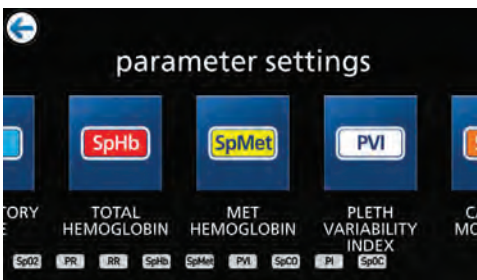 parameter settings
SpHb
SpMet
PVI
TORY
E
TOTAL
HEMOGLOBIN
MET
HEMOGLOBIN
PLETH
VARIABILITY
INDEX
SpO2 PR RR SpHb SpMet PVI SpCO PI SpOC